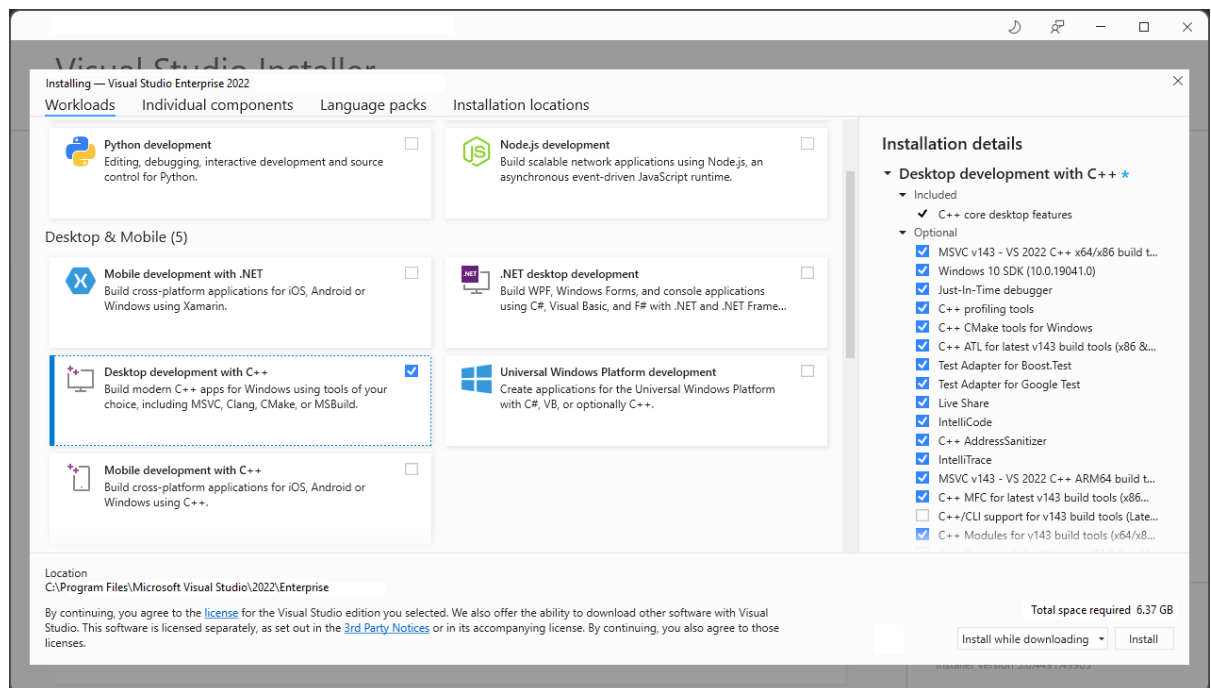 Visual Studio Installer
Installing — Visual Studio Enterprise 2022
Workloads Individual components Language packs Installation locations
Python development
Editing, debugging, interactive development and source
control for Python.
Node.js development
Build scalable network applications using Node.js, an
asynchronous event-driven JavaScript runtime.
Desktop & Mobile (5)
Mobile development with .NET
Build cross-platform applications for iOS, Android or
Windows using Xamarin.
.NET
.NET desktop development
Build WPF, Windows Forms, and console applications
using C#, Visual Basic, and F# with .NET and .NET Frame...
Desktop development with C++
Build modern C++ apps for Windows using tools of your
choice, including MSVC, Clang, CMake, or MSBuild.
Universal Windows Platform development
Create applications for the Universal Windows Platform
with C#, VB, or optionally C++.
Mobile development with C++
Build cross-platform applications for iOS, Android or
Windows using C++.
Installation details
Desktop development with C++ *
Included
C++ core desktop features
Optional
MSVC v143 - VS 2022 C++ x64/x86 build t...
Windows 10 SDK (10.0.19041.0)
Just-In-Time debugger
C++ profiling tools
C++ CMake tools for Windows
C++ ATL for latest v143 build tools (x86 &...
Test Adapter for Boost.Test
Test Adapter for Google Test
Live Share
IntelliCode
C++ AddressSanitizer
IntelliTrace
MSVC v143 - VS 2022 C++ ARM64 build t...
C++ MFC for latest v143 build tools (x86...
C++/CLI support for v143 build tools (Late...
C++ Modules for v143 build tools (x64/x8...
Location
C:\Program Files\Microsoft Visual Studio\2022\Enterprise
By continuing, you agree to the license for the Visual Studio edition you selected. We also offer the ability to download other software with Visual
Studio. This software is licensed separately, as set out in the 3rd Party Notices or in its accompanying license. By continuing, you also agree to those
licenses.
Total space required 6.37 GB
Install while downloading Install